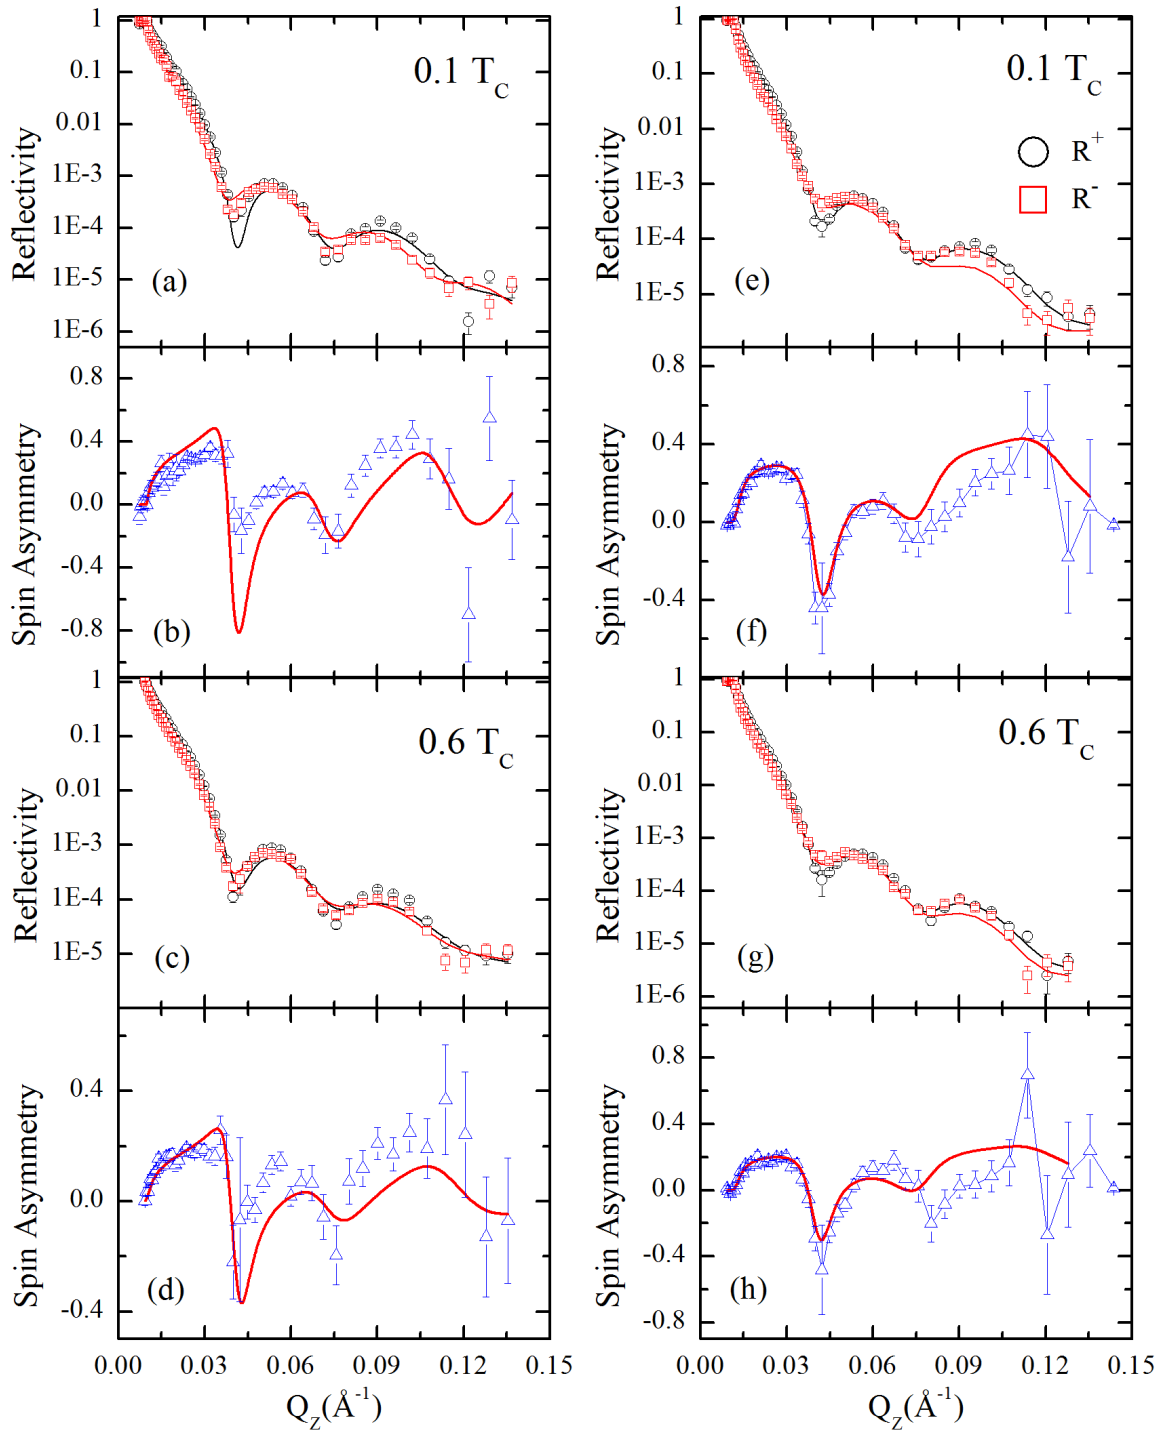 1
0.1
0.01
1E-3
1E-4
1E-5
1E-6
Reflectivity
0.1 T_C
(a)
0.8
0.4
0.0
-0.4
-0.8
Spin Asymmetry
(b)
1
0.1
0.01
1E-3
1E-4
1E-5
Reflectivity
0.6 T_C
(c)
0.4
0.0
-0.4
Spin Asymmetry
(d)
0.00 0.03 0.06 0.09 0.12 0.15
Q_Z(Å^-1)
1
0.1
0.01
1E-3
1E-4
1E-5
Reflectivity
0.1 T_C
R^+
R^-
(e)
0.8
0.4
0.0
-0.4
Spin Asymmetry
(f)
1
0.1
0.01
1E-3
1E-4
1E-5
1E-6
Reflectivity
0.6 T_C
(g)
0.8
0.4
0.0
-0.4
-0.8
Spin Asymmetry
(h)
0.00 0.03 0.06 0.09 0.12 0.15
Q_Z(Å^-1)